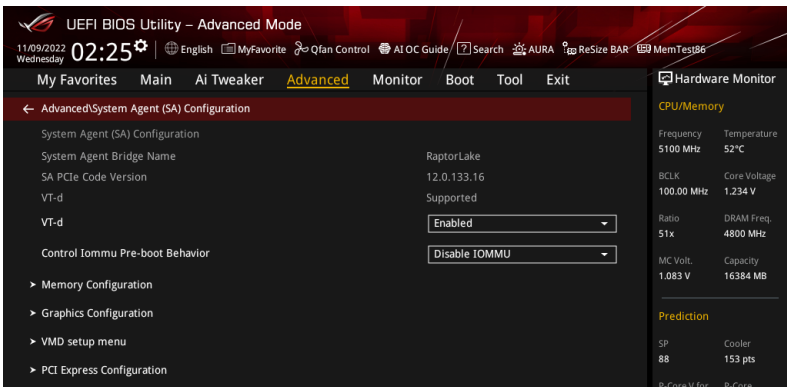 UEFI BIOS Utility – Advanced Mode
11/09/2022 Wednesday 02:25 English MyFavorite Qfan Control AI OC Guide Search AURA ReSize BAR MemTest86
My Favorites Main Ai Tweaker Advanced Monitor Boot Tool Exit
← Advanced\System Agent (SA) Configuration
System Agent (SA) Configuration
System Agent Bridge Name RaptorLake
SA PCIe Code Version 12.0.133.16
VT-d Supported
VT-d Enabled
Control Iommu Pre-boot Behavior Disable IOMMU
> Memory Configuration
> Graphics Configuration
> VMD setup menu
> PCI Express Configuration
Hardware Monitor
CPU/Memory
Frequency Temperature
5100 MHz 52°C
BCLK Core Voltage
100.00 MHz 1.234 V
Ratio DRAM Freq.
51x 4800 MHz
MC Volt. Capacity
1.083 V 16384 MB
Prediction
SP Cooler
88 153 pts
P-Core V for P-Core